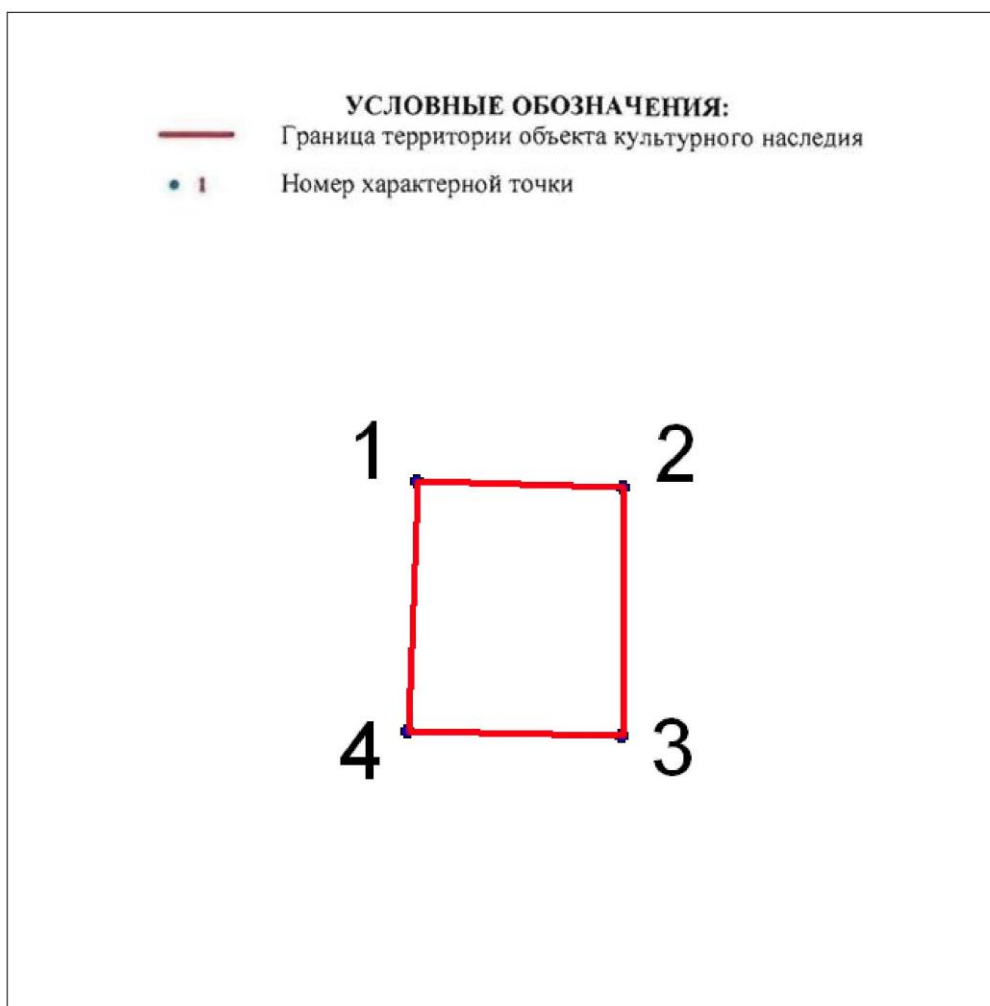 УСЛОВНЫЕ ОБОЗНАЧЕНИЯ:
Граница территории объекта культурного наследия
1 Номер характерной точки
1 2
4 3